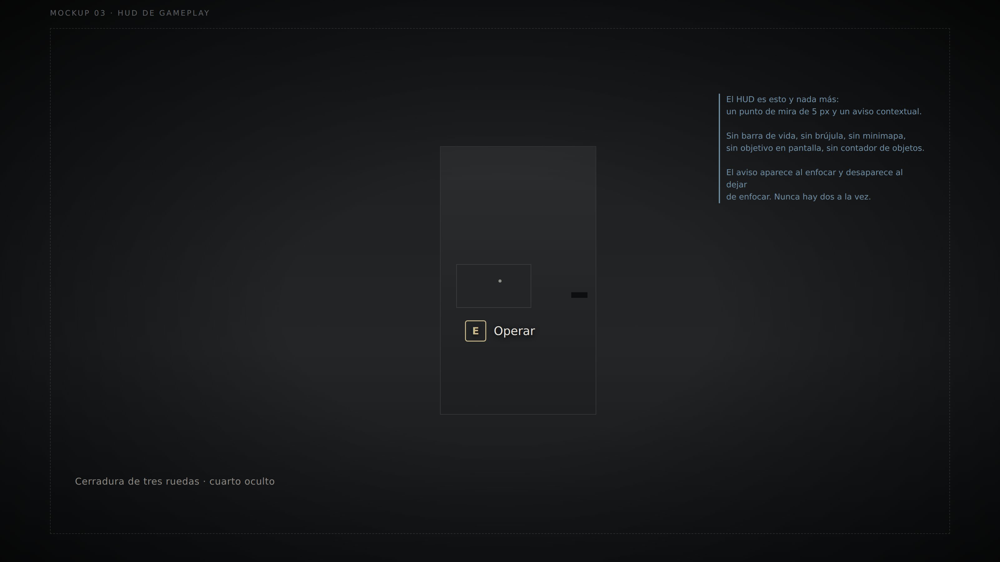 MOCKUP 03 · HUD DE GAMEPLAY
El HUD es esto y nada más:
un punto de mira de 5 px y un aviso contextual.
Sin barra de vida, sin brújula, sin minimapa,
sin objetivo en pantalla, sin contador de objetos.
El aviso aparece al enfocar y desaparece al
dejar
de enfocar. Nunca hay dos a la vez.
E Operar
Cerradura de tres ruedas · cuarto oculto